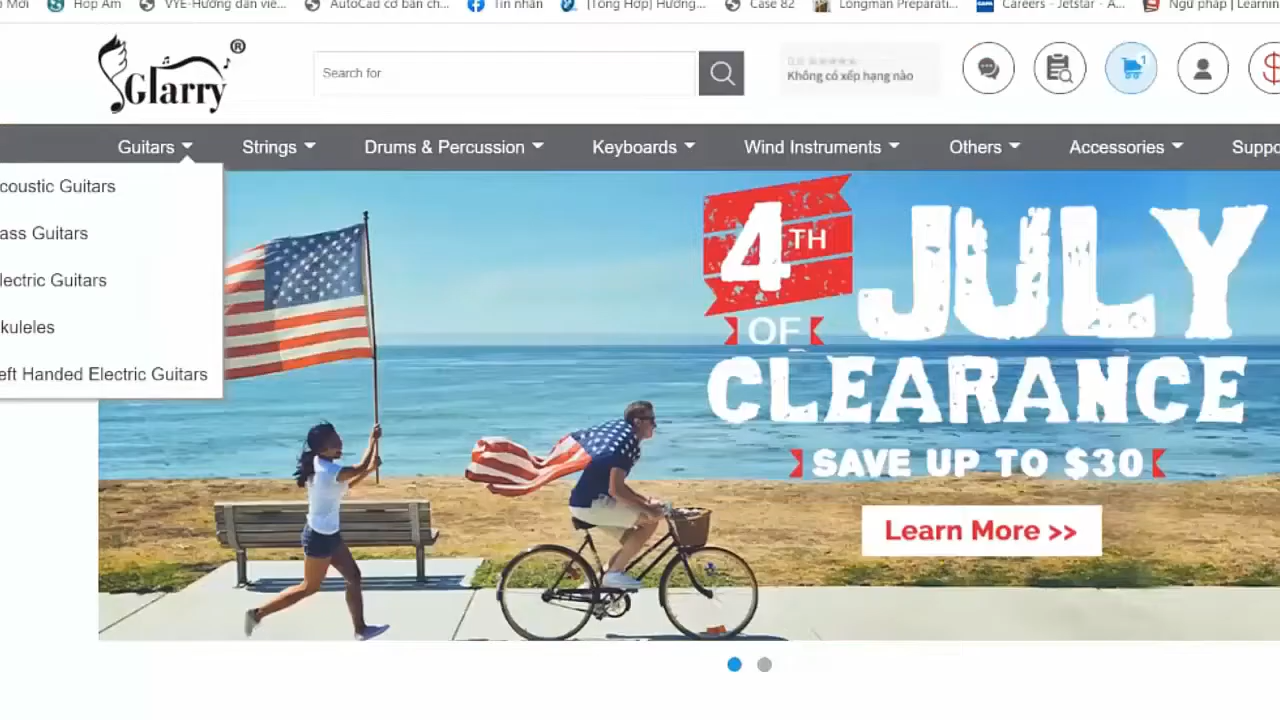 Mới
Hợp Âm
VYE-Hướng dẫn viê...
AutoCad cơ bản ch...
Tin nhắn
[Tổng Hợp] Hướng...
Case 82
Longman Preparati...
Careers - Jetstar - A...
Ngữ pháp | Learnin
Glarry®
Search for
Không có xếp hạng nào
1
Guitars
Strings
Drums & Percussion
Keyboards
Wind Instruments
Others
Accessories
Suppo
coustic Guitars
ass Guitars
lectric Guitars
kuleles
eft Handed Electric Guitars
4TH
OF
JULY
CLEARANCE
SAVE UP TO $30
Learn More >>